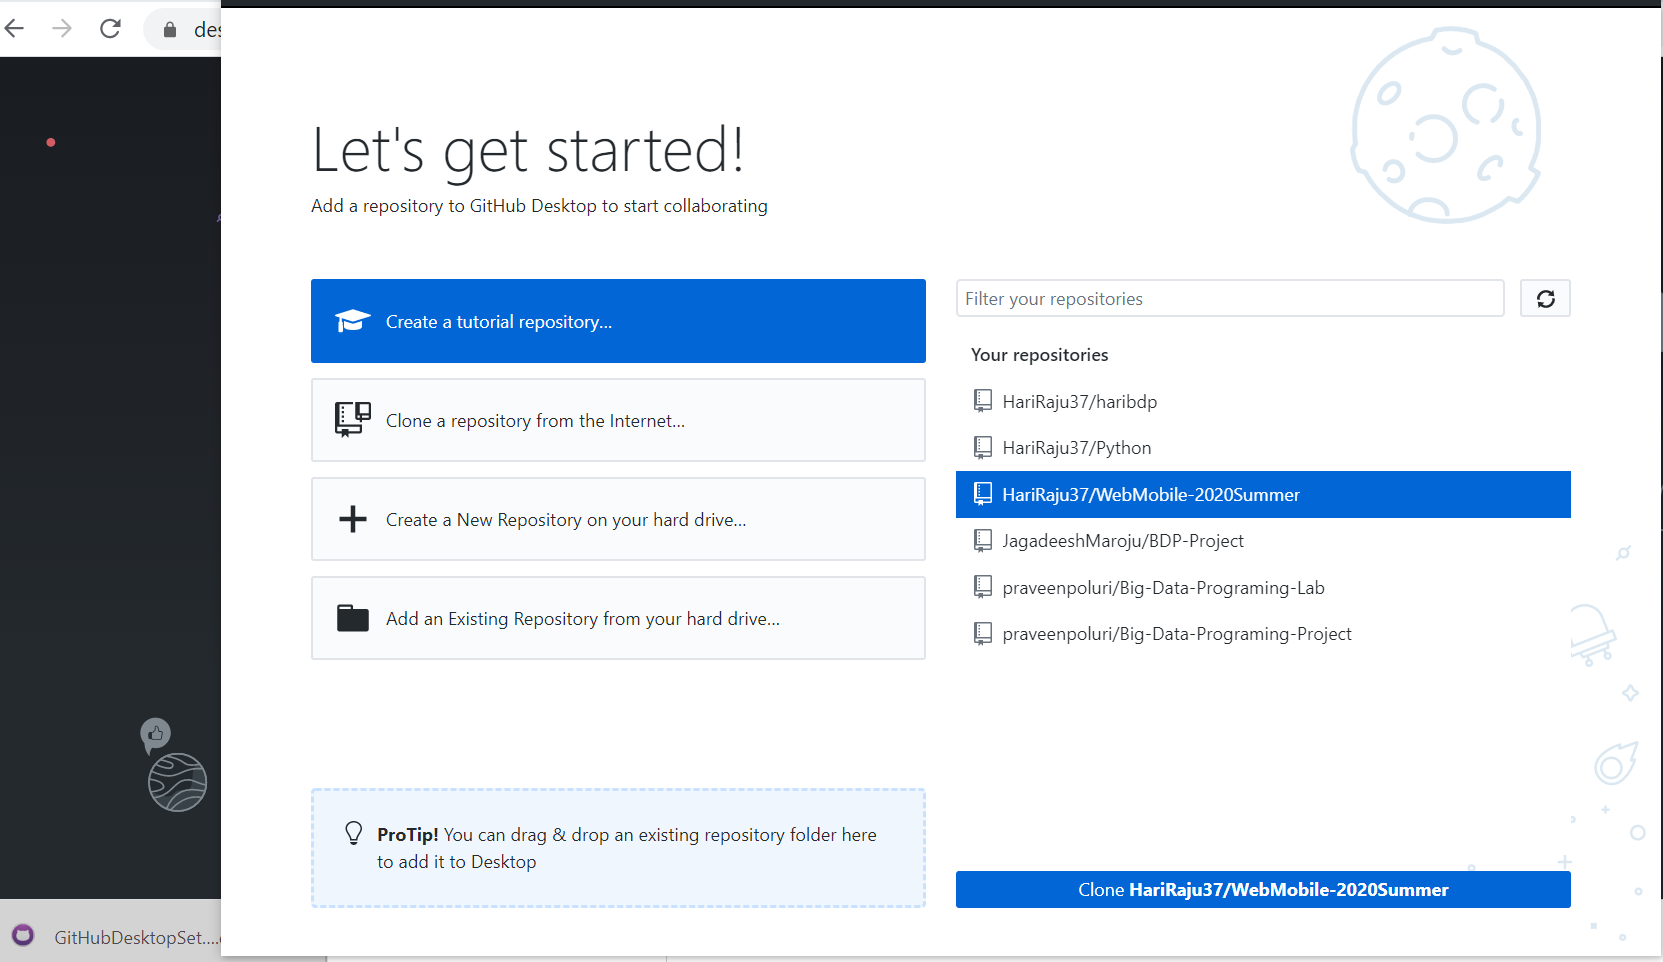 des
Let's get started!
Add a repository to GitHub Desktop to start collaborating
Create a tutorial repository...
Clone a repository from the Internet...
Create a New Repository on your hard drive...
Add an Existing Repository from your hard drive...
ProTip! You can drag & drop an existing repository folder here
to add it to Desktop
Filter your repositories
Your repositories
HariRaju37/haribdp
HariRaju37/Python
HariRaju37/WebMobile-2020Summer
JagadeeshMaroju/BDP-Project
praveenpoluri/Big-Data-Programing-Lab
praveenpoluri/Big-Data-Programing-Project
Clone HariRaju37/WebMobile-2020Summer
GitHubDesktopSet....